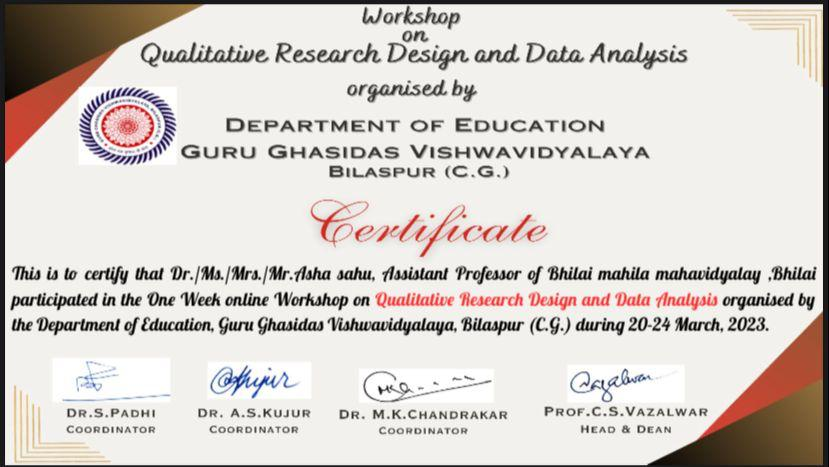 Workshop
on
Qualitative Research Design and Data Analysis
organised by
DEPARTMENT OF EDUCATION
GURU GHASIDAS VISHWAVIDYALAYA
BILASPUR (C.G.)
Certificate
This is to certify that Dr./Ms./Mrs./Mr.Asha sahu, Assistant Professor of Bhilai mahila mahavidyalay ,Bhilai
participated in the One Week online Workshop on Qualitative Research Design and Data Analysis organised by
the Department of Education, Guru Ghasidas Vishwavidyalaya, Bilaspur (C.G.) during 20-24 March, 2023.
DR.S.PADHI DR. A.S.KUJUR DR. M.K.CHANDRAKAR PROF.C.S.VAZALWAR
COORDINATOR COORDINATOR COORDINATOR HEAD & DEAN